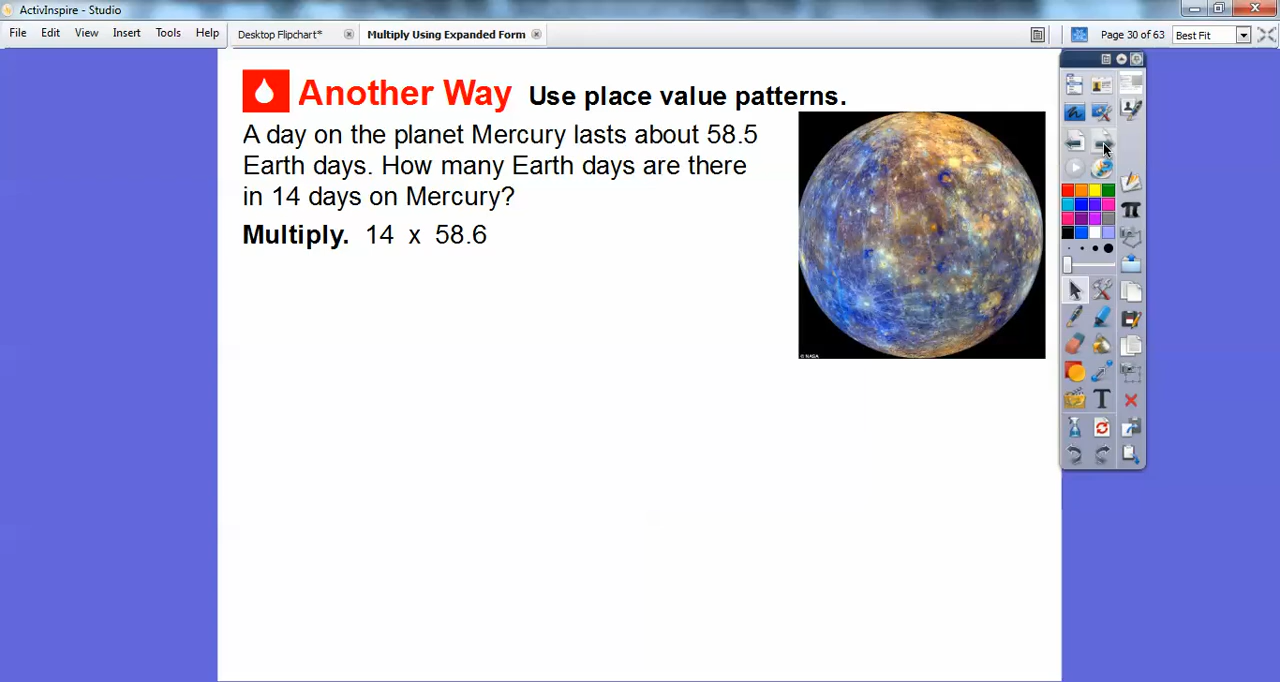 ActivInspire - Studio
File Edit View Insert Tools Help
Desktop Flipchart* Multiply Using Expanded Form Page 30 of 63 Best Fit
Another Way Use place value patterns.
A day on the planet Mercury lasts about 58.5
Earth days. How many Earth days are there
in 14 days on Mercury?
Multiply. 14 x 58.6
© NASA